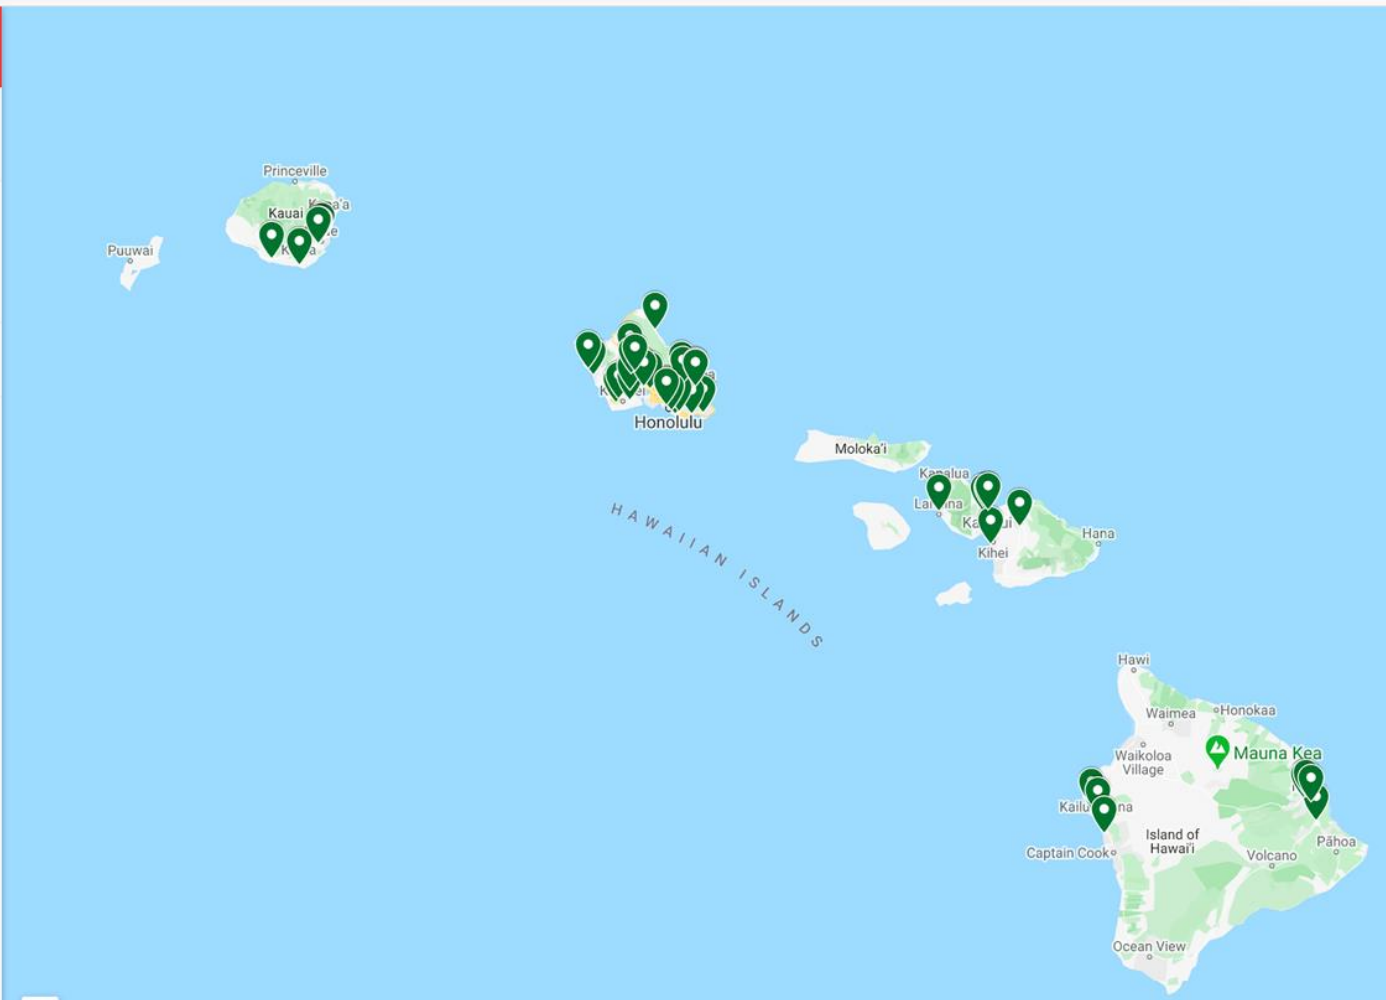 Princeville
Kauai
Puuwai
Honolulu
Moloka'i
HAWAIIAN ISLANDS
Hana
Kihei
Hawi
Waimea
Honokaa
Mauna Kea
Waikoloa
Village
Island of
Hawai'i
Captain Cook
Pāhoa
Volcano
Ocean View